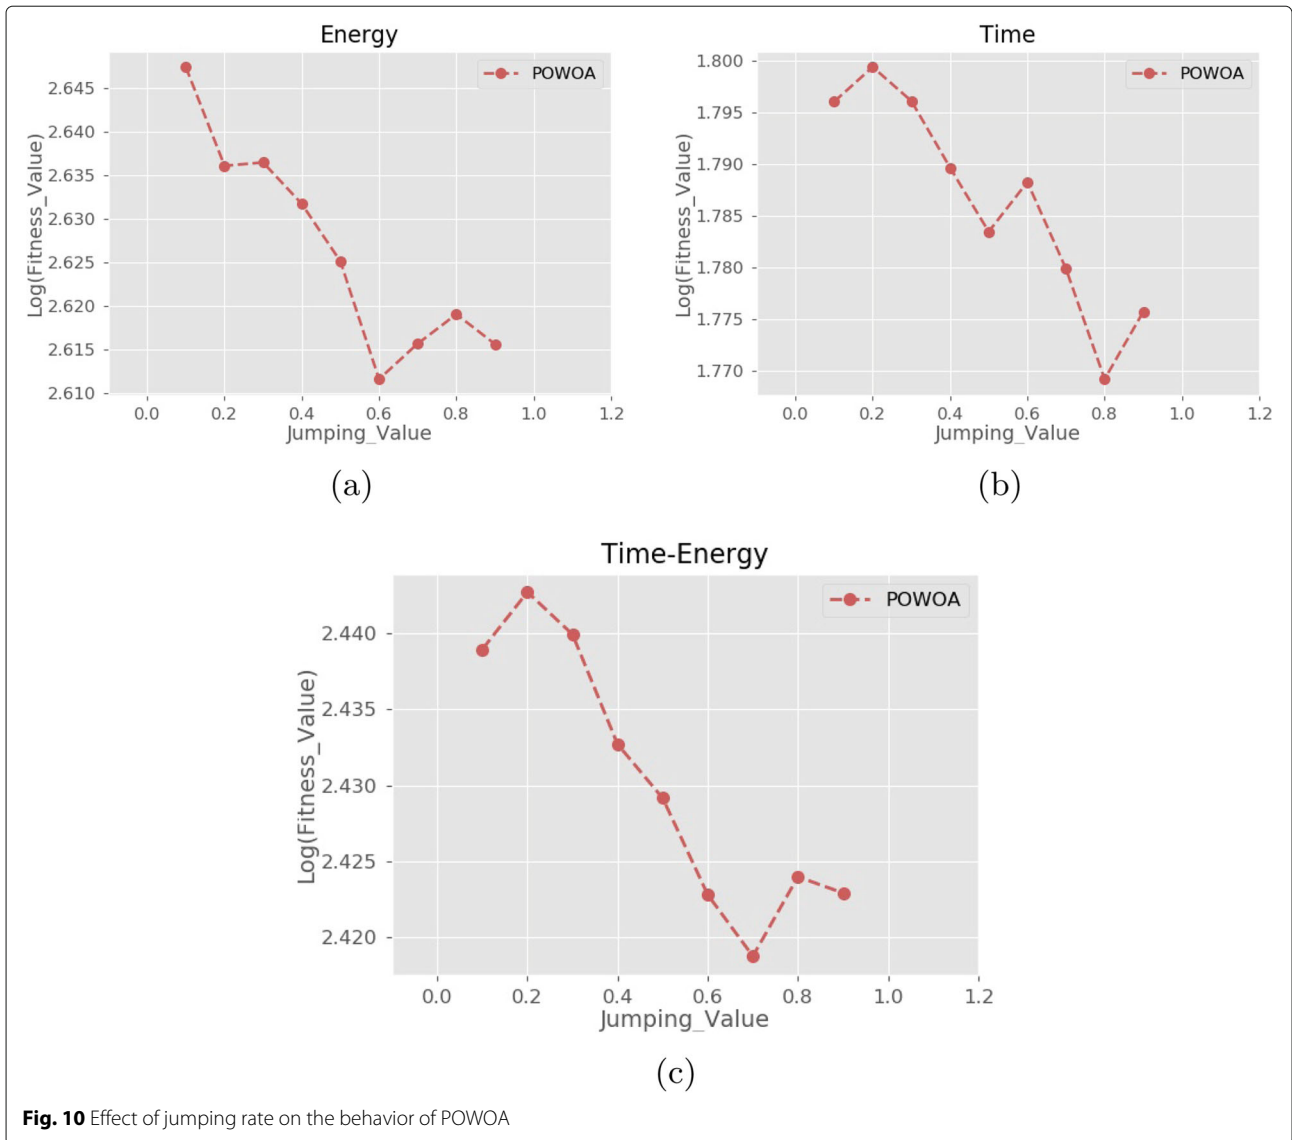 Energy
Log(Fitness_Value)
2.645
2.640
2.635
2.630
2.625
2.620
2.615
2.610
POWOA
0.0 0.2 0.4 0.6 0.8 1.0 1.2
Jumping_Value
(a)
Time
Log(Fitness_Value)
1.800
1.795
1.790
1.785
1.780
1.775
1.770
POWOA
0.0 0.2 0.4 0.6 0.8 1.0 1.2
Jumping_Value
(b)
Time-Energy
Log(Fitness_Value)
2.440
2.435
2.430
2.425
2.420
POWOA
0.0 0.2 0.4 0.6 0.8 1.0 1.2
Jumping_Value
(c)
Fig. 10 Effect of jumping rate on the behavior of POWOA